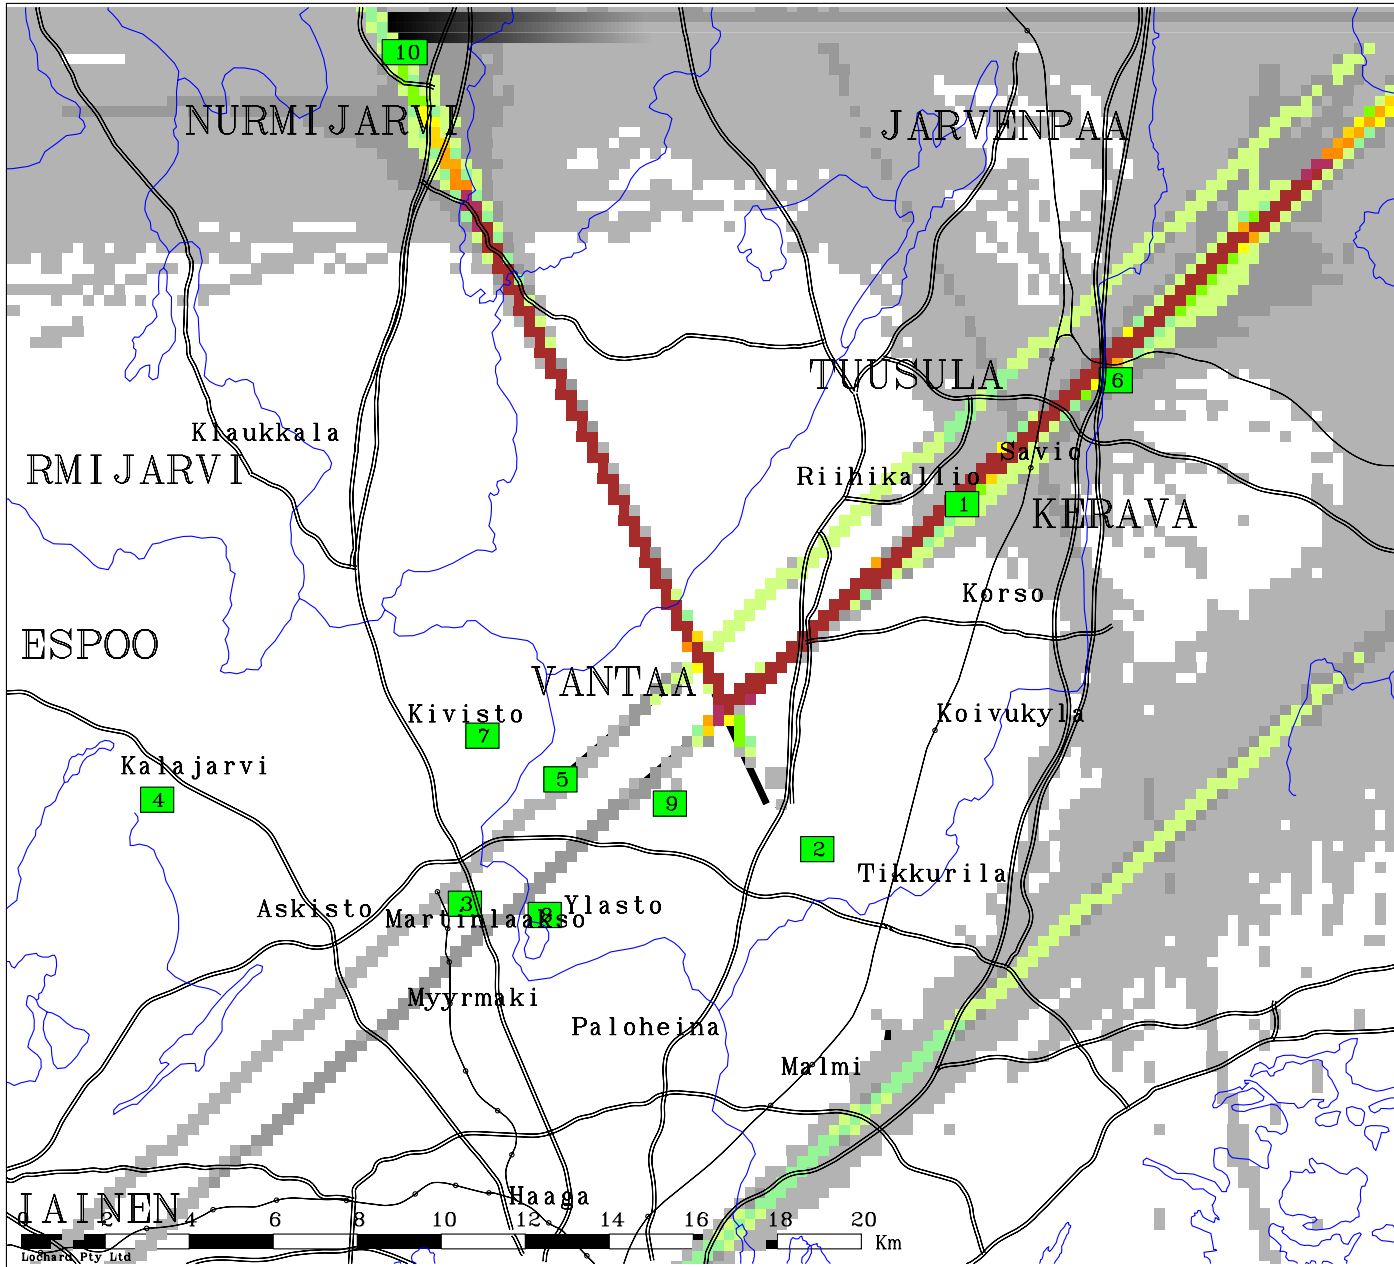 10
NURMIJARVI
JARVENPAA
TUUSULA
6
Klaukkala
Savio
RMIJARVI
Riihikallio
1
KERAVA
Korso
ESPOO
VANTAA
Kivisto
Koivukyla
7
Kalajarvi
5
4
9
2
Tikkurila
3
Askisto
Martinlaakso
8
Ylasto
Myyrmaki
Paloheina
Malmi
Haaga
IAINEN
0 2 4 6 8 10 12 14 16 18 20
Km
Lochard Pty Ltd